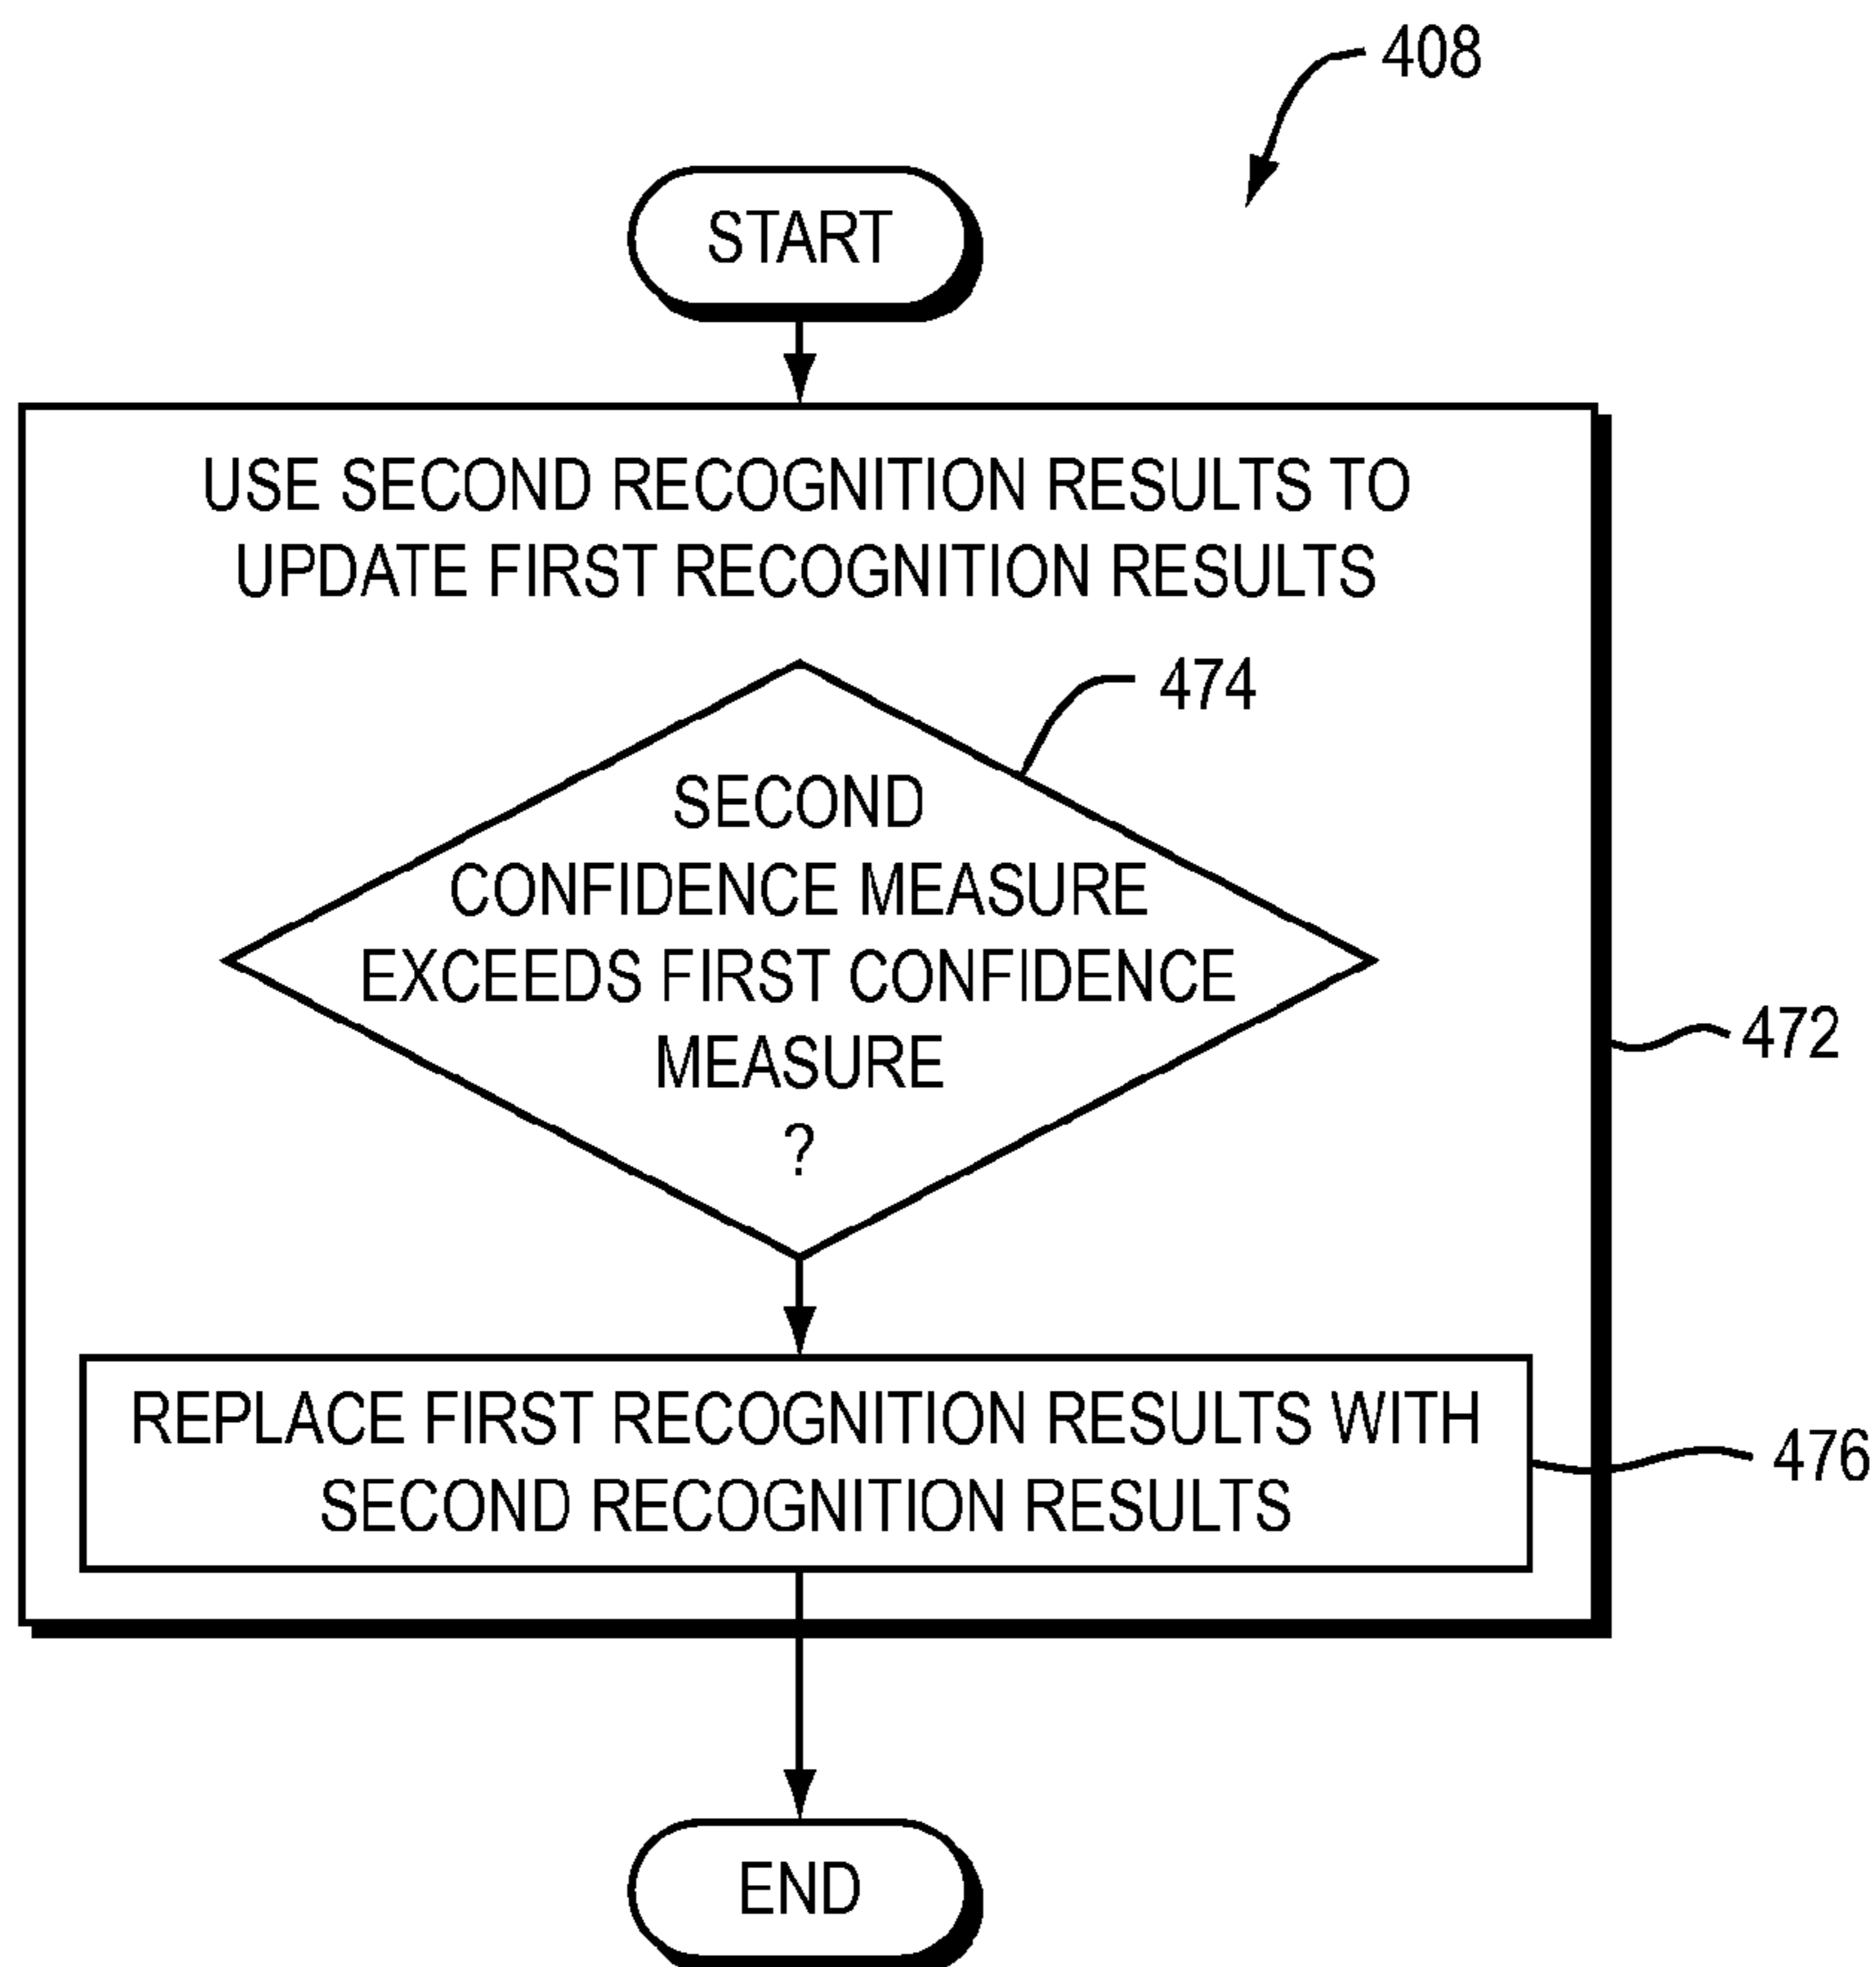 408
START
USE SECOND RECOGNITION RESULTS TO
UPDATE FIRST RECOGNITION RESULTS
474
SECOND
CONFIDENCE MEASURE
EXCEEDS FIRST CONFIDENCE
MEASURE
?
472
REPLACE FIRST RECOGNITION RESULTS WITH
SECOND RECOGNITION RESULTS
476
END